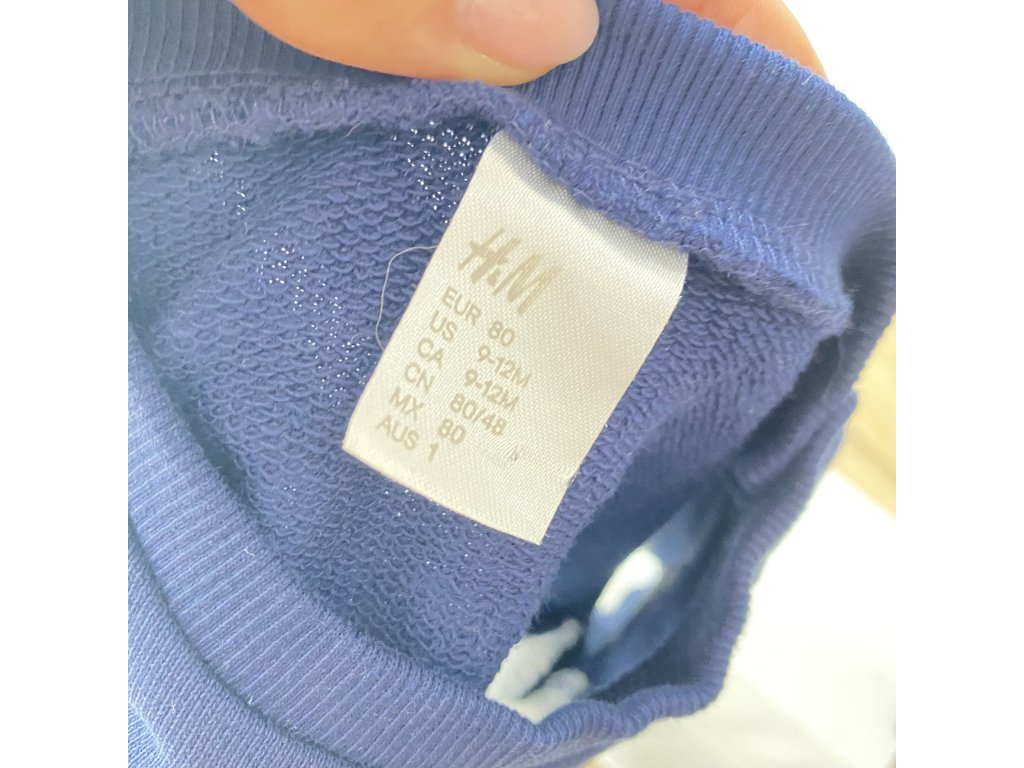 H&M
EUR 80
US 9-12M
CA 9-12M
CN 80/48
MX 80
AUS 1